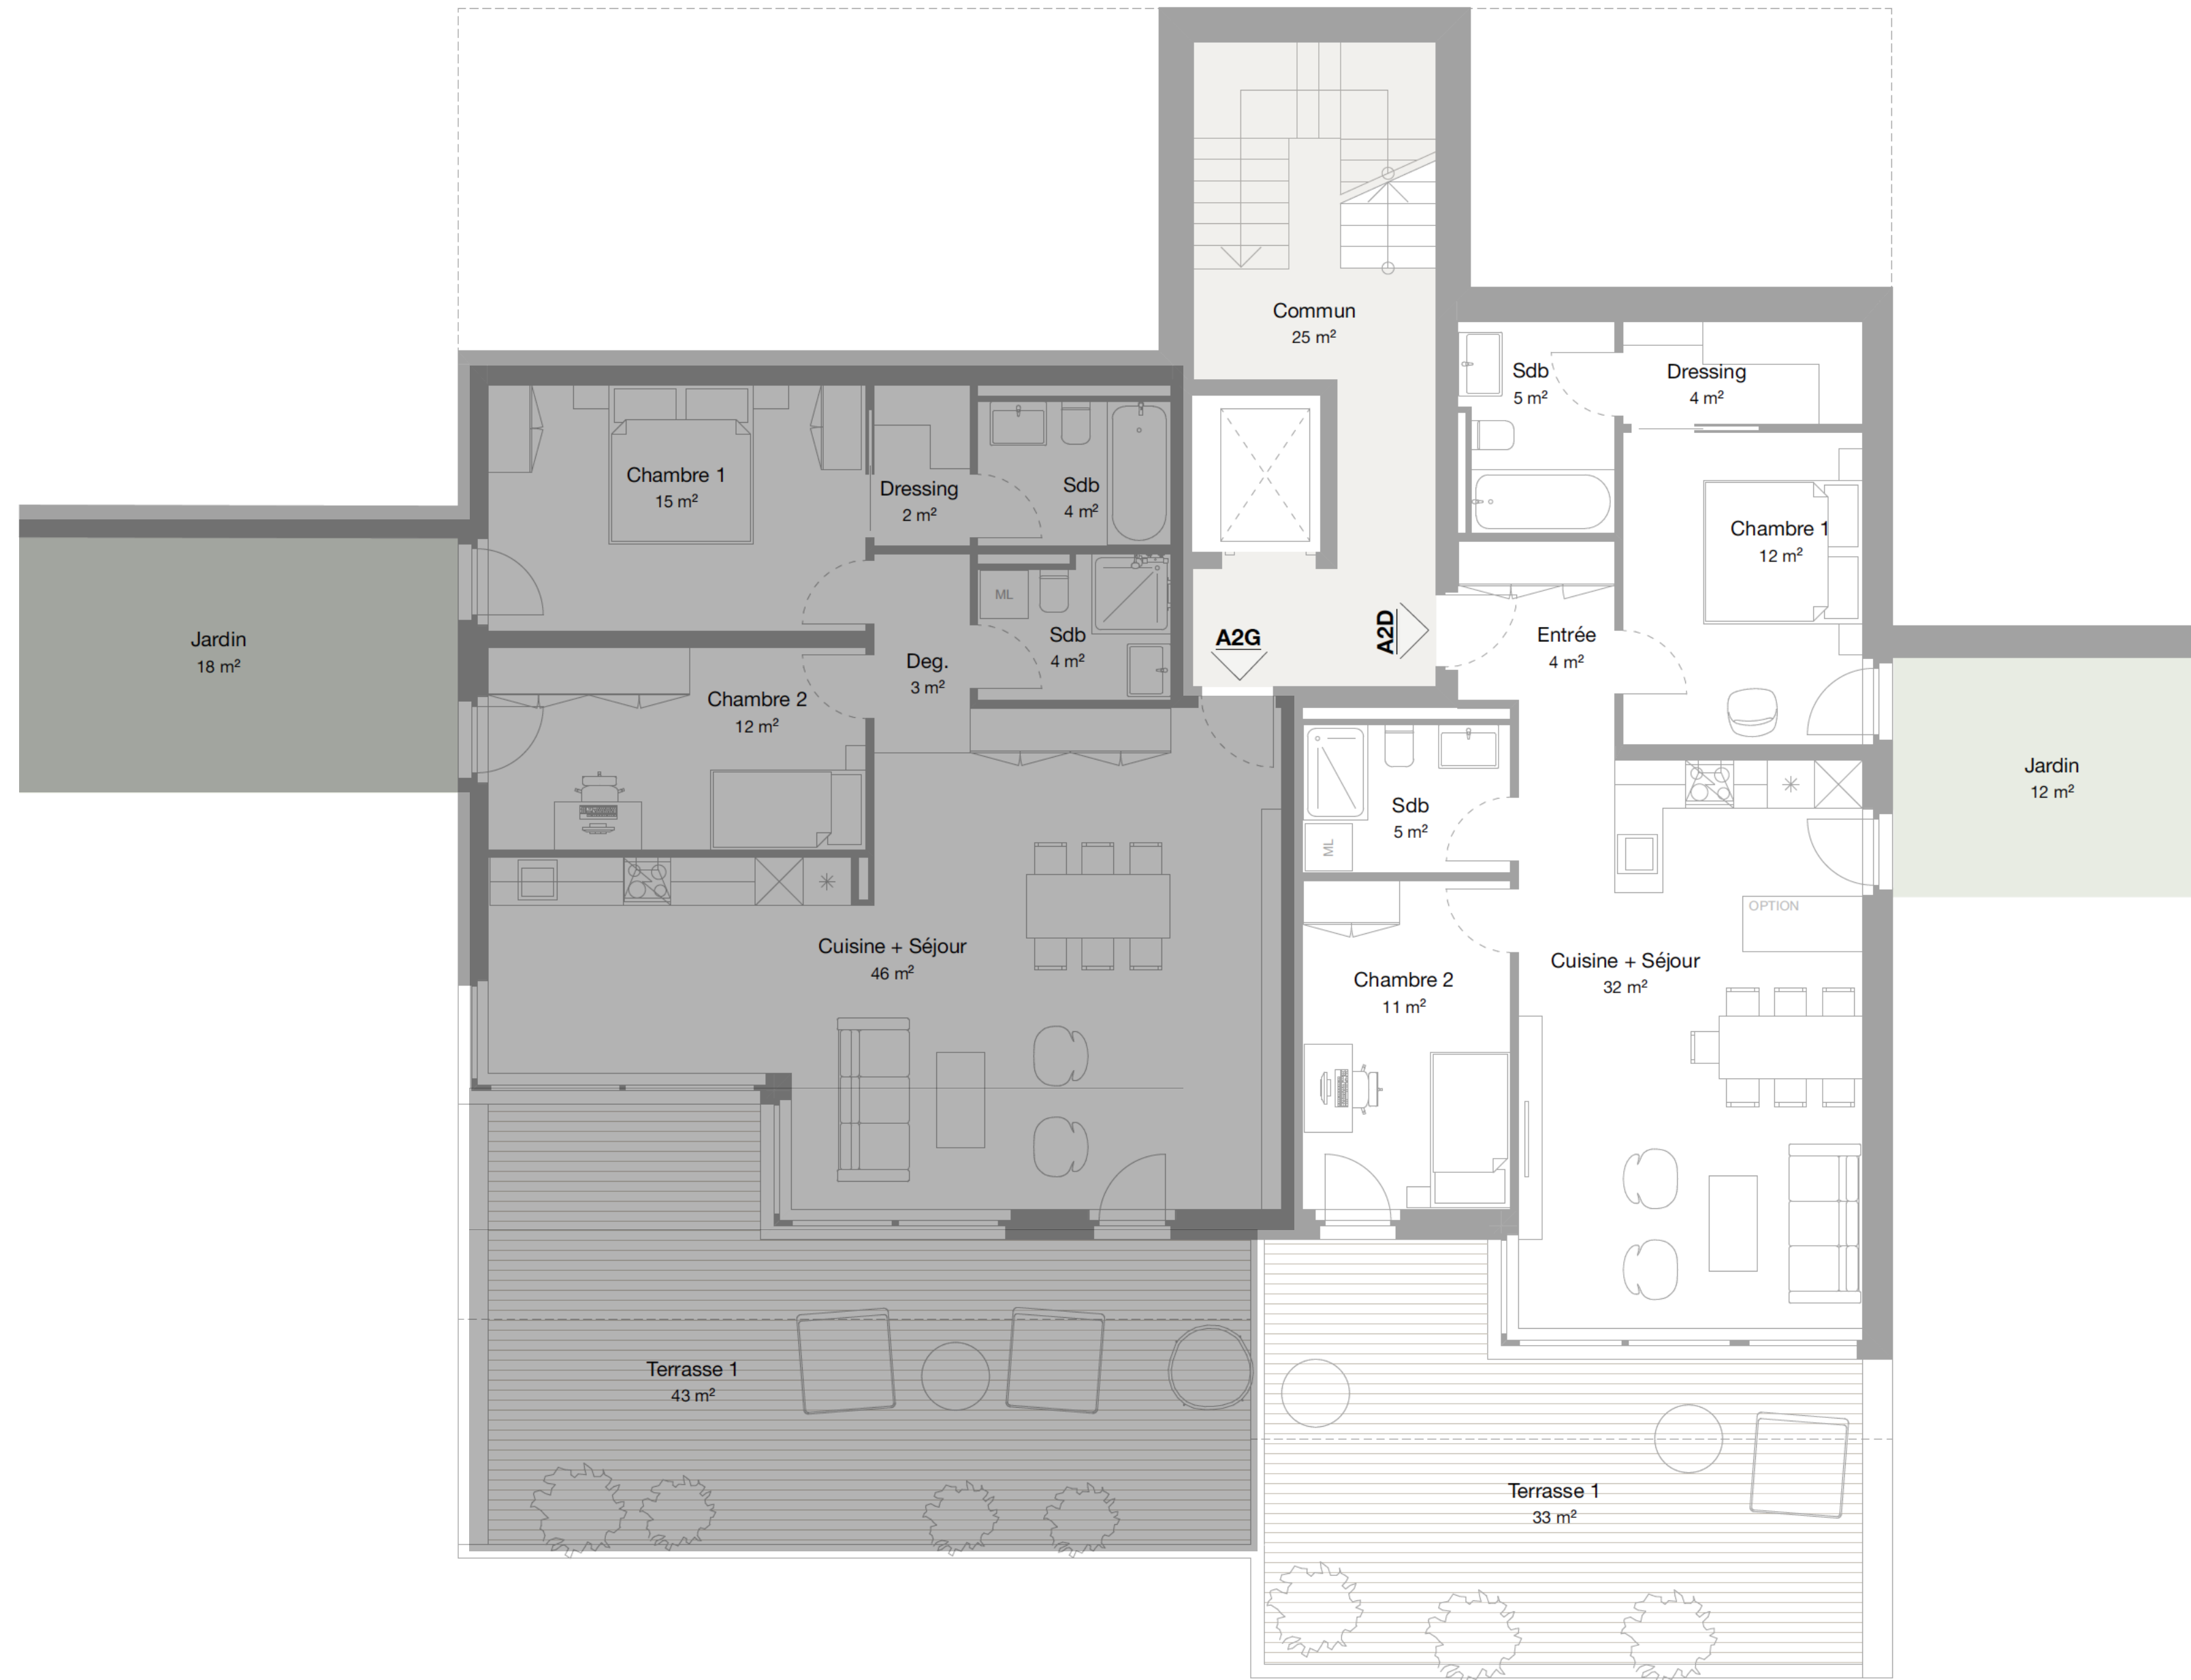 Commun
25 m²
Sdb
5 m²
Dressing
4 m²
Chambre 1
15 m²
Dressing
2 m²
Sdb
4 m²
Chambre 1
12 m²
ML
Jardin
18 m²
Sdb
4 m²
A2G
A2D
Entrée
4 m²
Deg.
3 m²
Chambre 2
12 m²
Jardin
12 m²
Sdb
5 m²
ML
OPTION
Cuisine + Séjour
46 m²
Cuisine + Séjour
32 m²
Chambre 2
11 m²
Terrasse 1
43 m²
Terrasse 1
33 m²